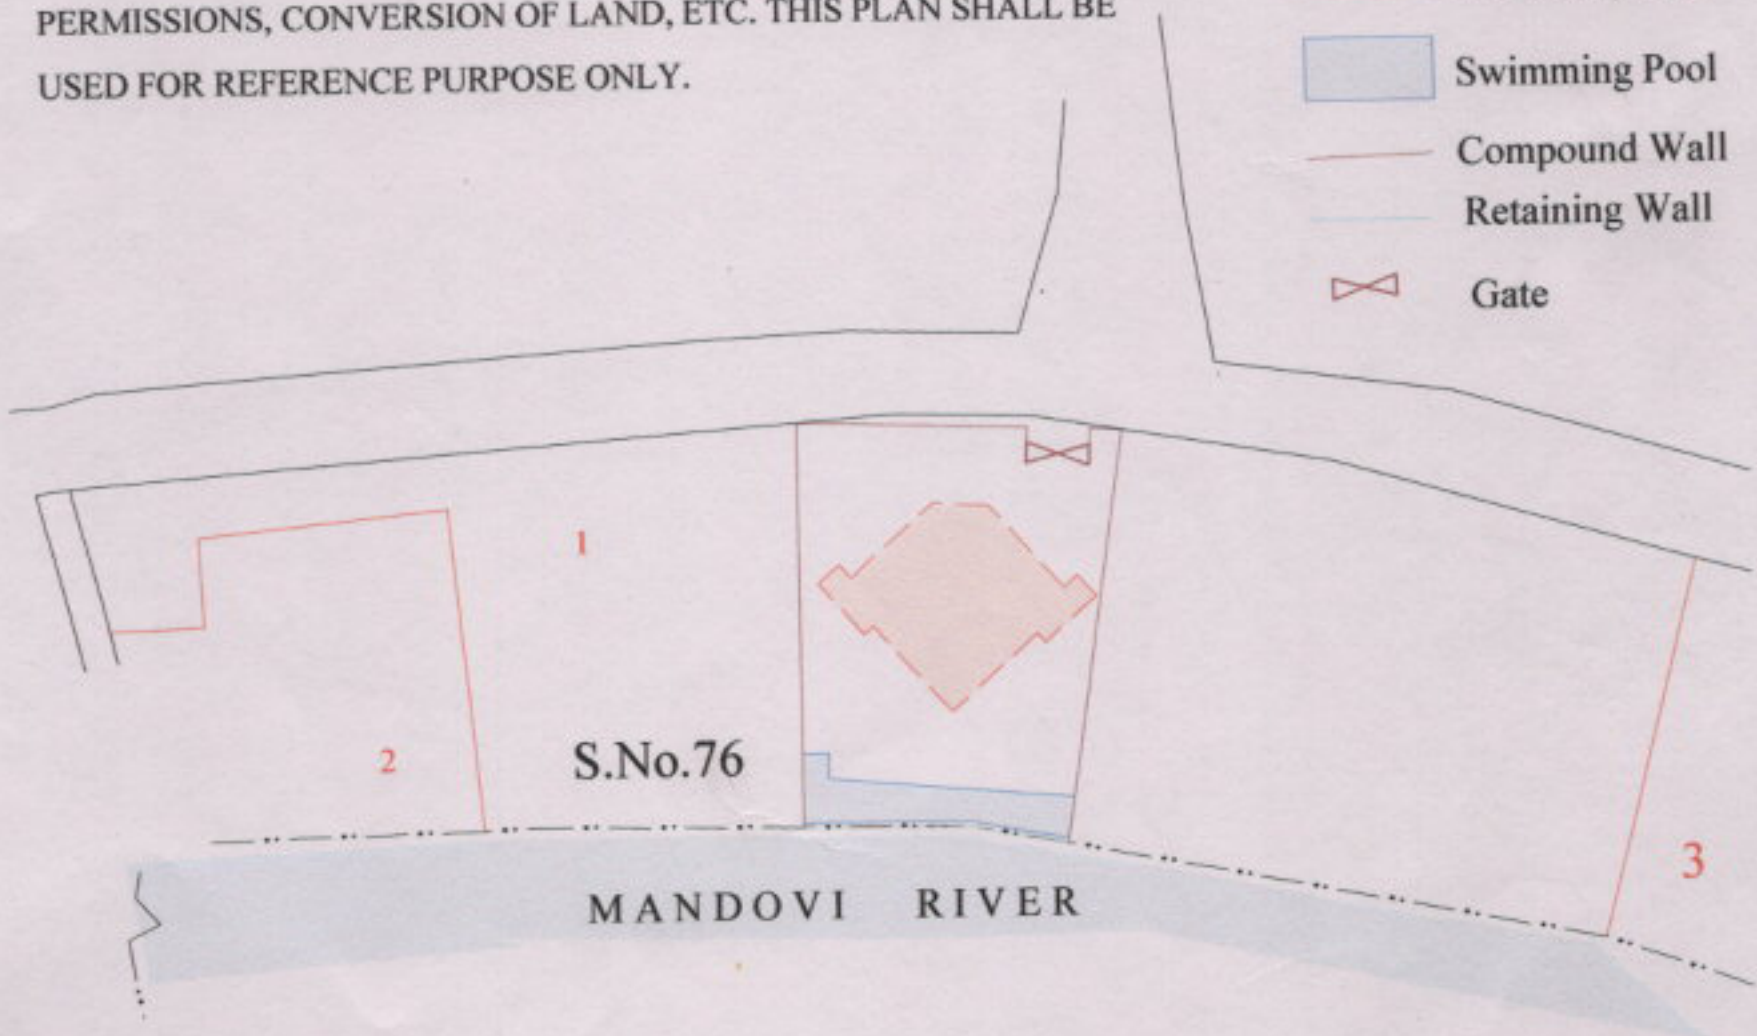 PERMISSIONS, CONVERSION OF LAND, ETC. THIS PLAN SHALL BE
USED FOR REFERENCE PURPOSE ONLY.
Swimming Pool
Compound Wall
Retaining Wall
Gate
1
2
S.No.76
3
MANDOVI RIVER